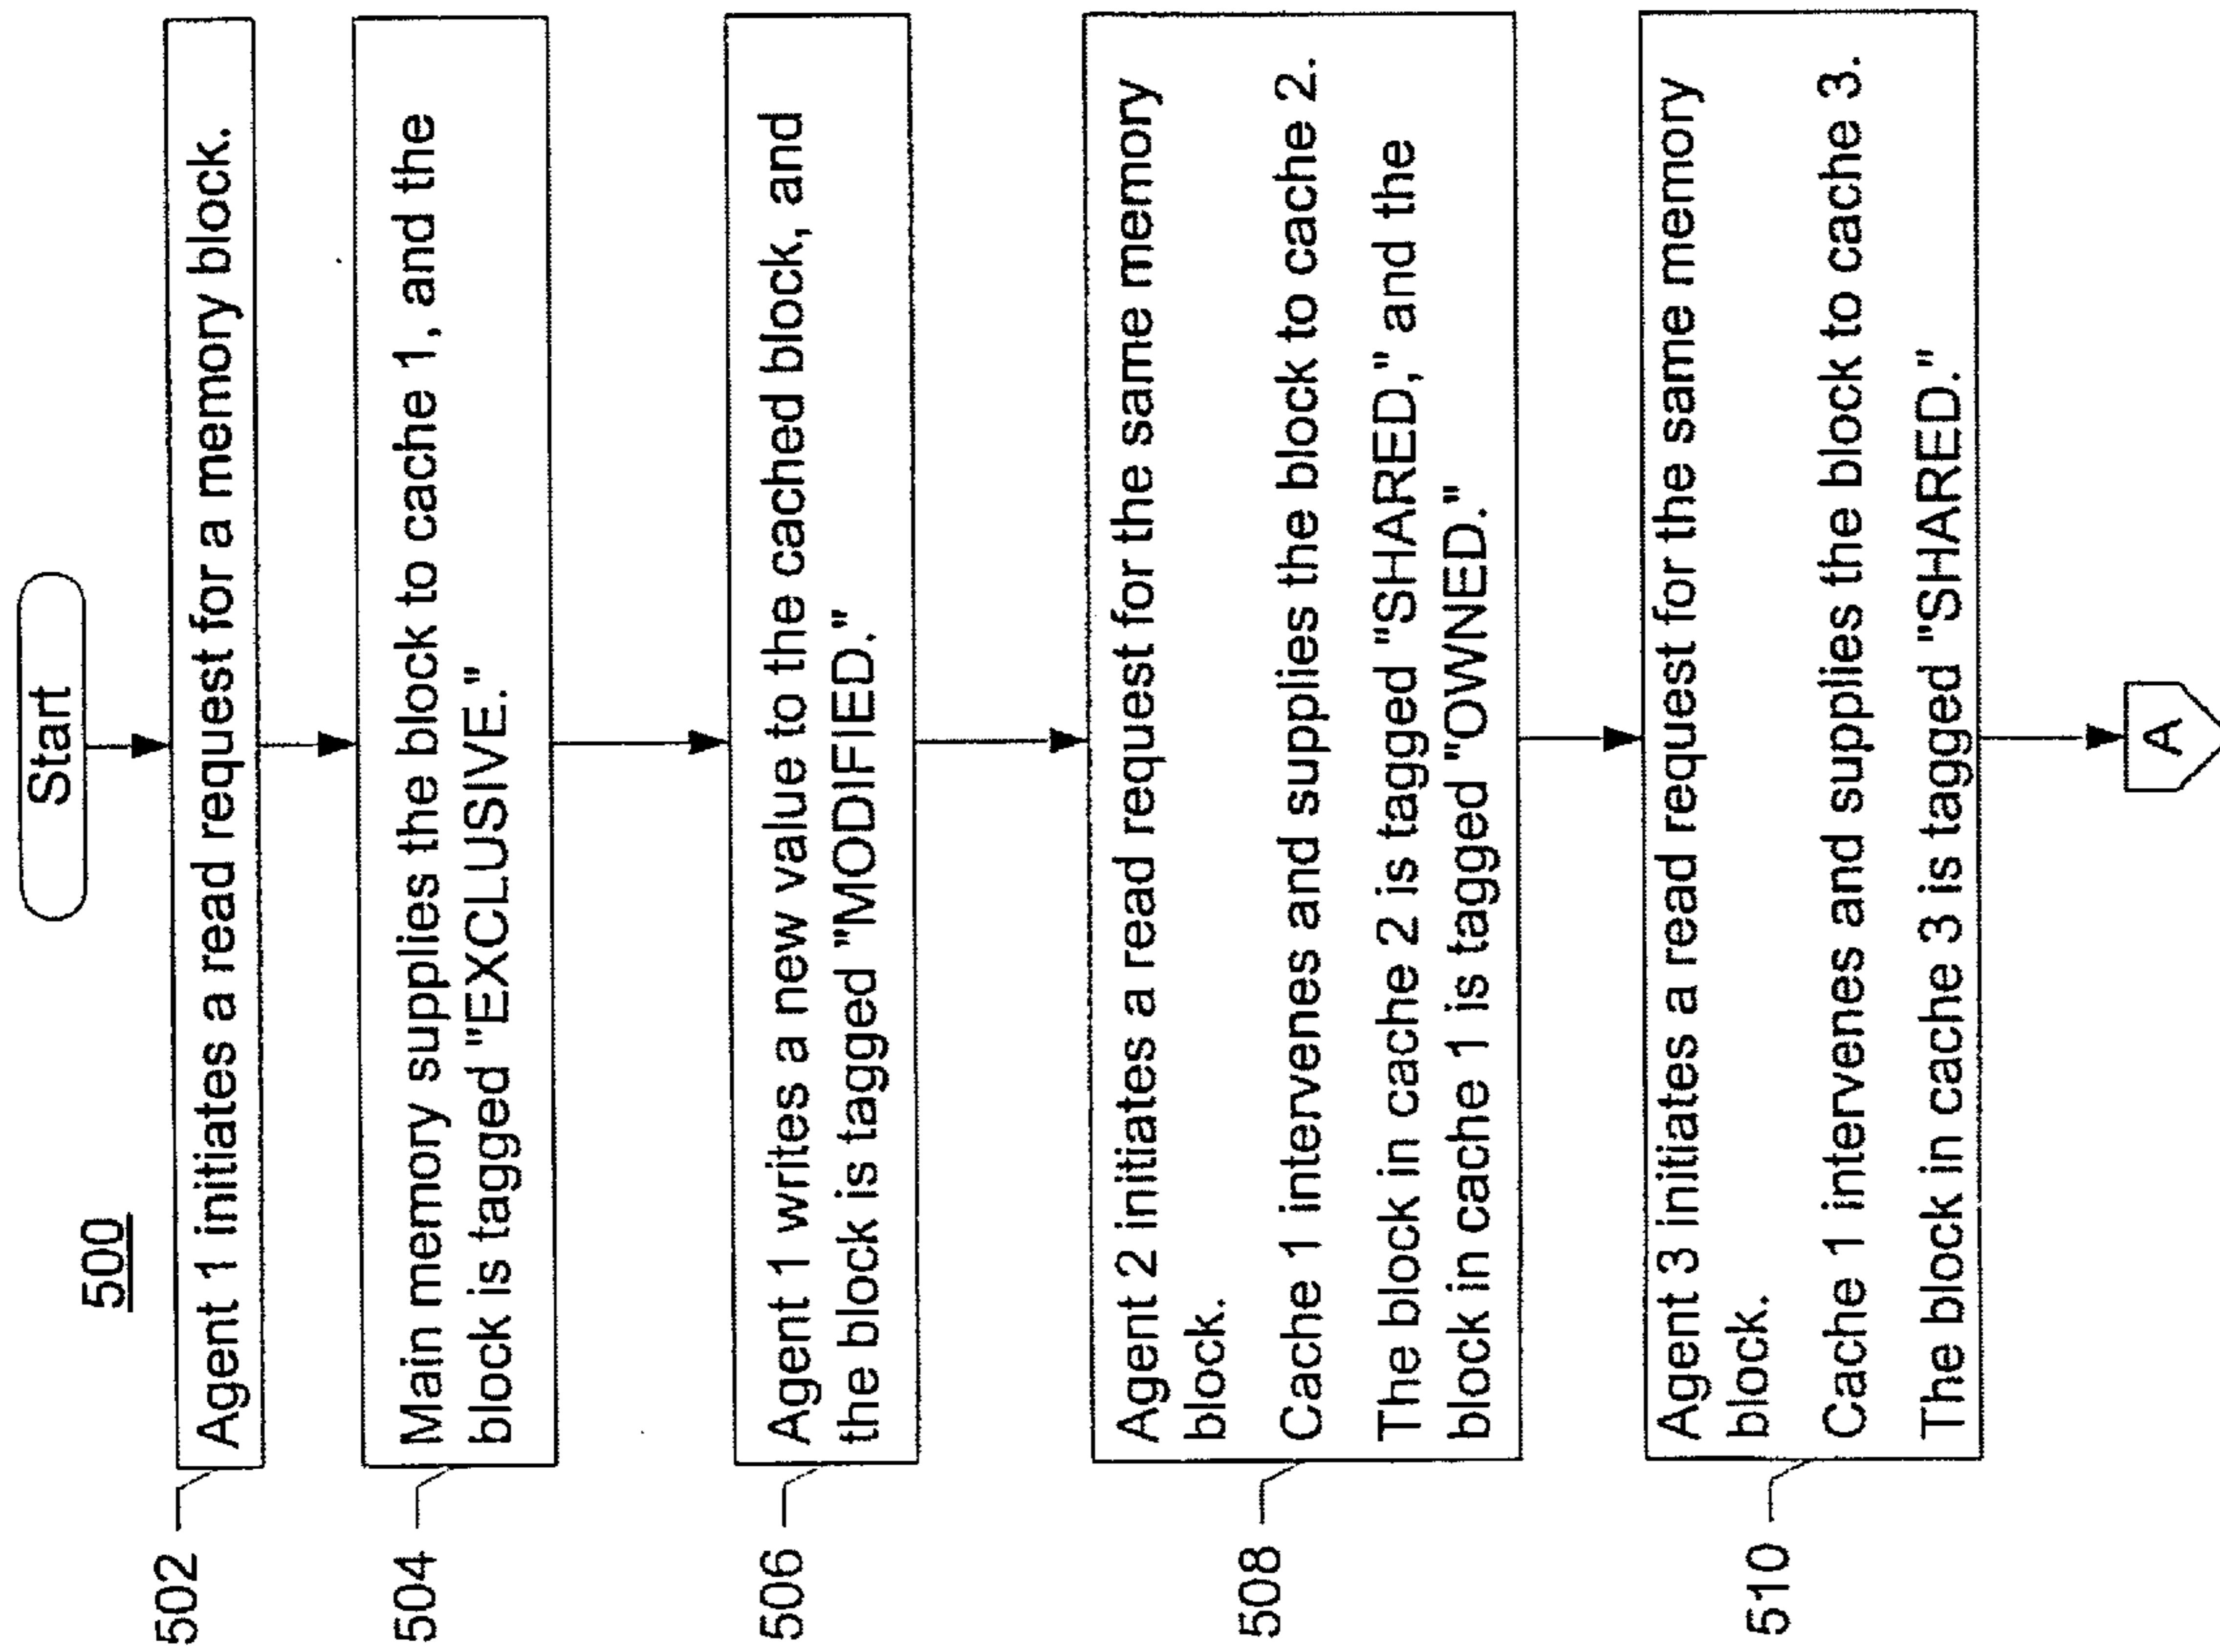 500
Start
502
Agent 1 initiates a read request for a memory block.
504
Main memory supplies the block to cache 1, and the
block is tagged "EXCLUSIVE."
506
Agent 1 writes a new value to the cached block, and
the block is tagged "MODIFIED."
508
Agent 2 initiates a read request for the same memory
block.
Cache 1 intervenes and supplies the block to cache 2.
The block in cache 2 is tagged "SHARED," and the
block in cache 1 is tagged "OWNED."
510
Agent 3 initiates a read request for the same memory
block.
Cache 1 intervenes and supplies the block to cache 3.
The block in cache 3 is tagged "SHARED."
A